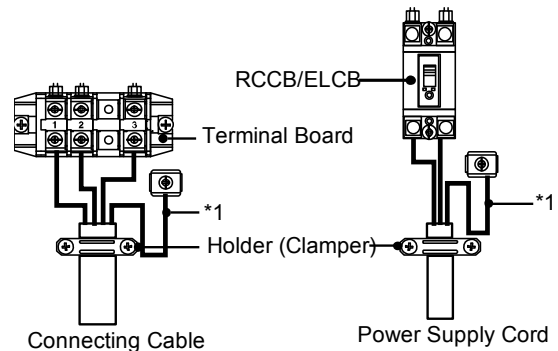 RCCB/ELCB
1 2 3
Terminal Board
*1
*1
Holder (Clamper)
Connecting Cable
Power Supply Cord